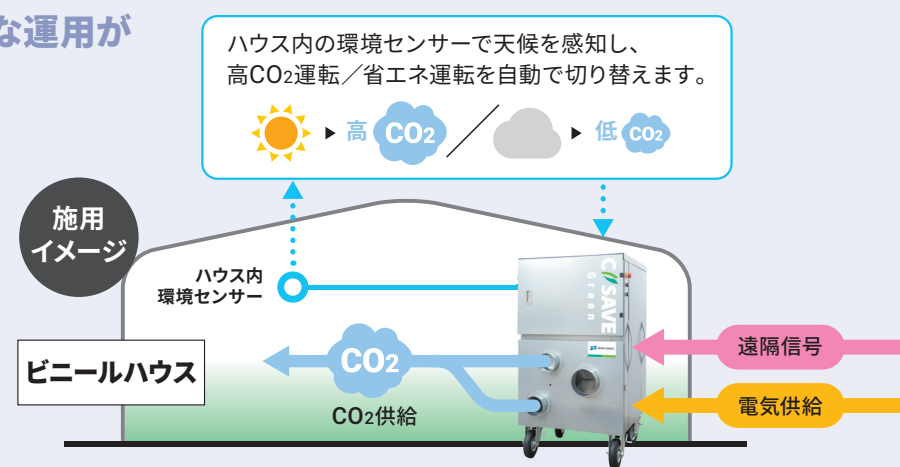 な運用が
ハウス内の環境センサーで天候を感知し、
高CO2運転／省エネ運転を自動で切り替えます。
高 CO2 ／ 低 CO2
施用
イメージ
ハウス内
環境センサー
C//SAVE
Green
遠隔信号
CO2
ビニールハウス
電気供給
CO2供給